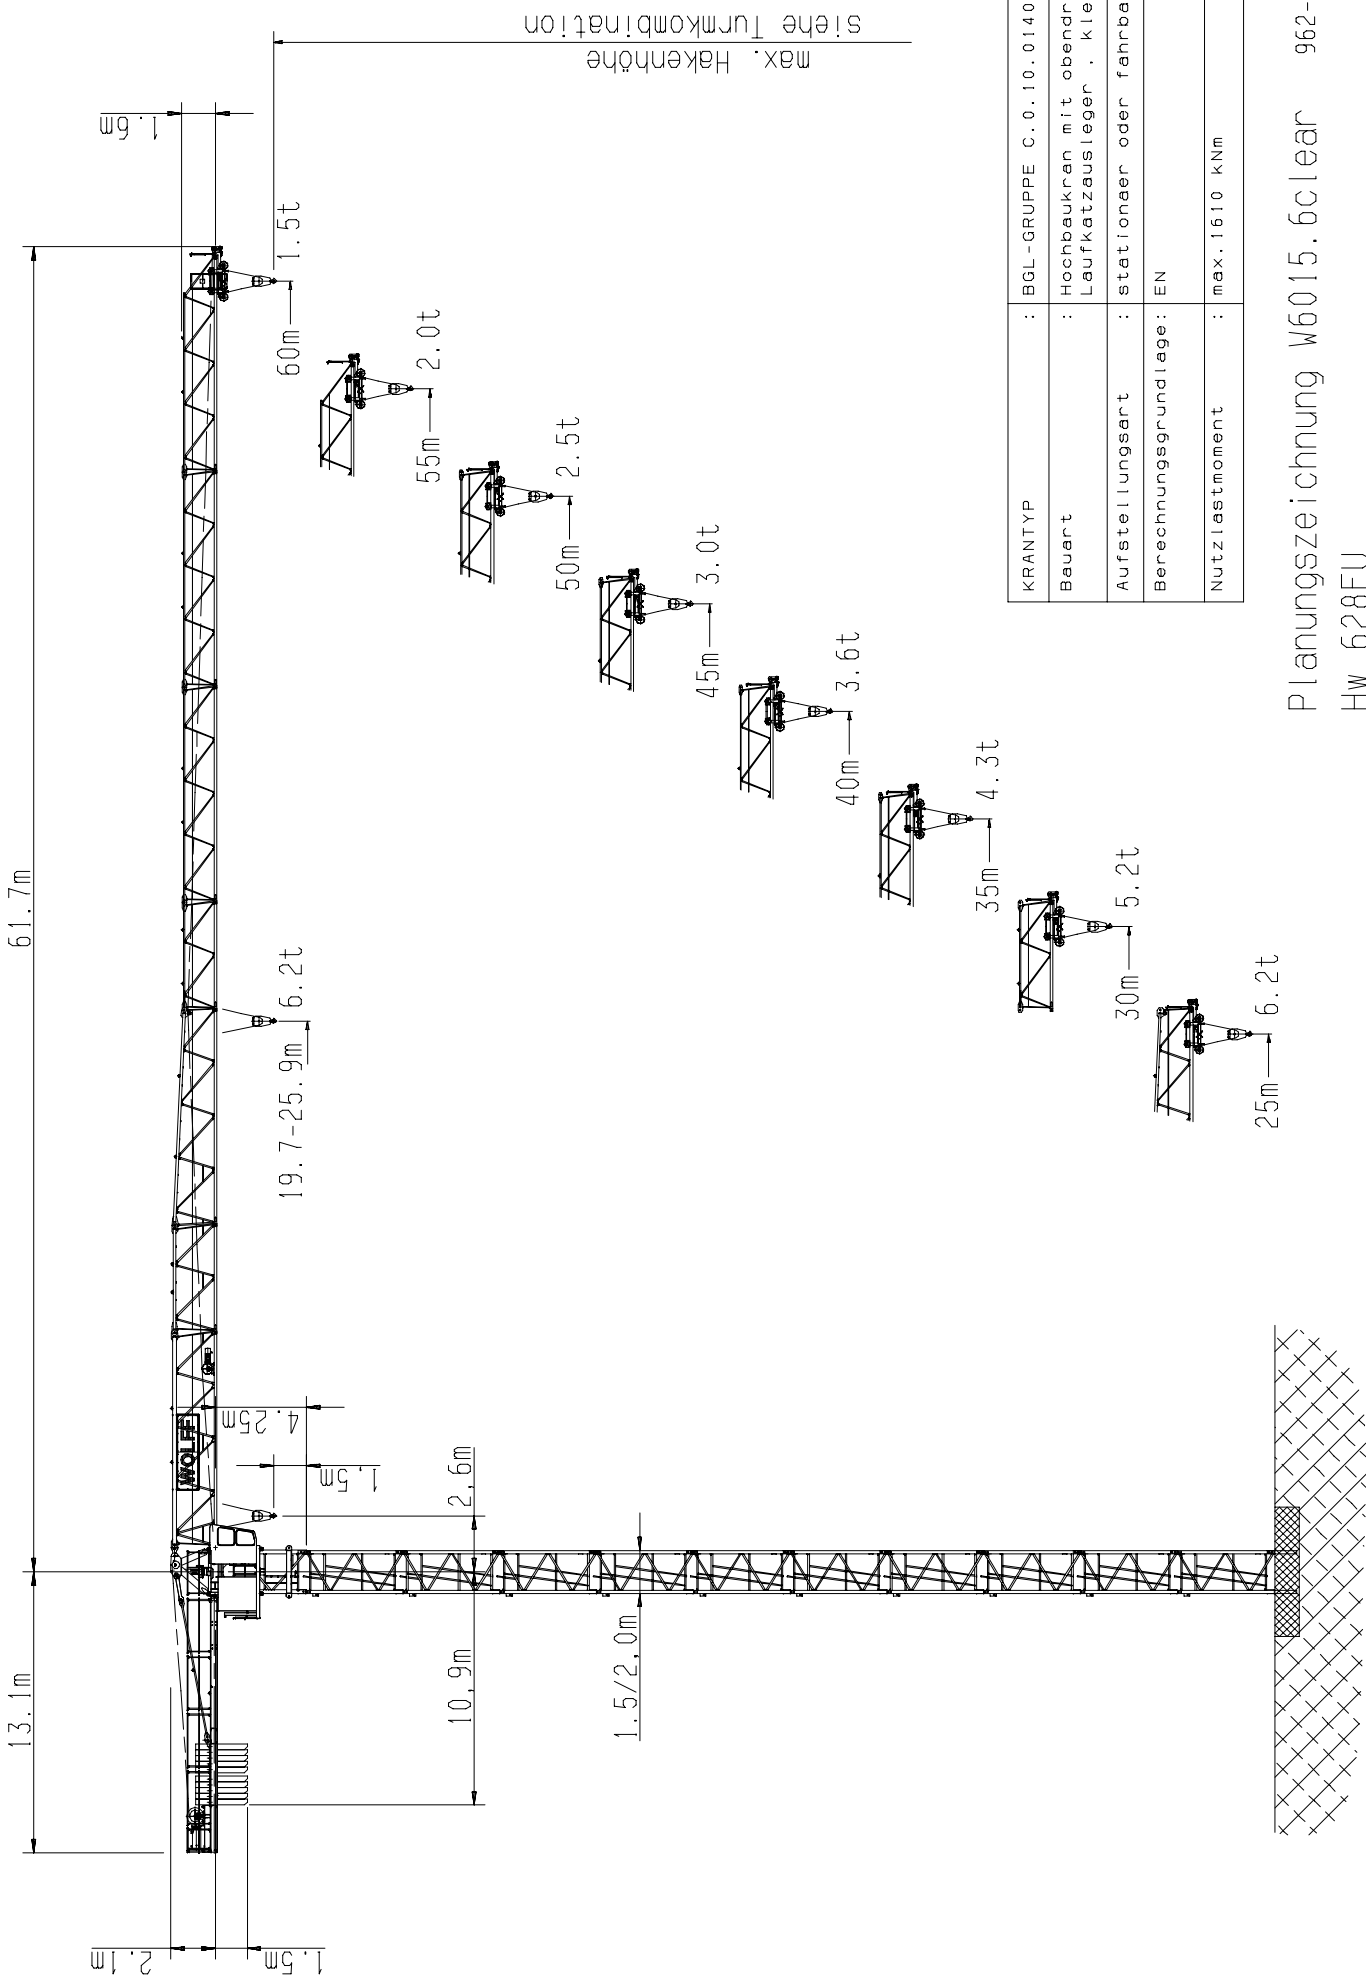 61.7m
13.1m
1.6m
2.1m
1.5m
WOLFF
4.25m
1,5m
2,6m
10,9m
1.5/2,0m
19.7-25.9m 6.2t
60m 1.5t
55m 2.0t
50m 2.5t
45m 3.0t
40m 3.6t
35m 4.3t
30m 5.2t
25m 6.2t
max. Hakenhöhe
siehe Turmkombination
KRANTYP : BGL-GRUPPE C.0.10.0140
Bauart : Hochbaukran mit obendr
Laufkatzausleger , kle
Aufstellungsart : stationaer oder fahrba
Berechnungsgrundlage: EN
Nutzlastmoment : max.1610 kNm
Planungszeichnung W6015.6clear 962-
Hw 628FU